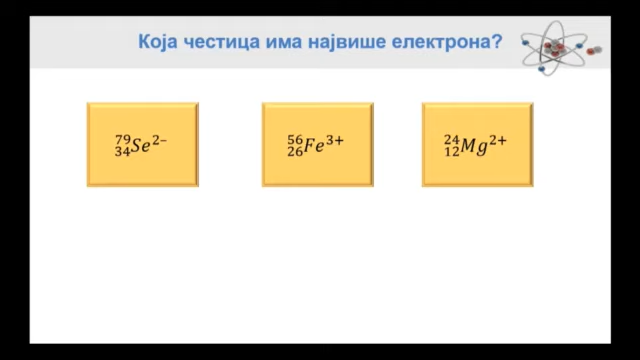 Која честица има највише електрона?
⁷⁹₃₄Se²⁻ ⁵⁶₂₆Fe³⁺ ²⁴₁₂Mg²⁺